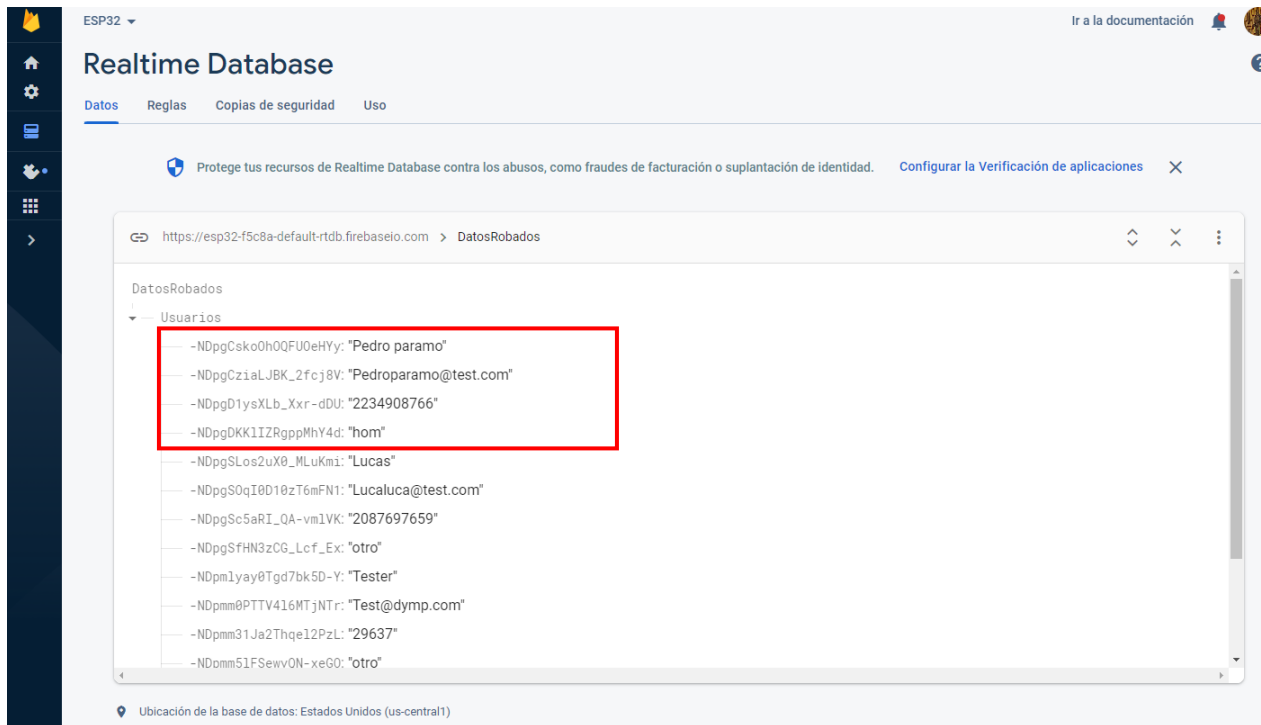 ESP32
Ir a la documentación
Realtime Database
Datos Reglas Copias de seguridad Uso
Protege tus recursos de Realtime Database contra los abusos, como fraudes de facturación o suplantación de identidad. Configurar la Verificación de aplicaciones
https://esp32-f5c8a-default-rtdb.firebaseio.com > DatosRobados
DatosRobados
Usuarios
-NDpgCskoOhOQFUOeHYy: "Pedro paramo"
-NDpgCziaLJBK_2fcj8V: "Pedroparamo@test.com"
-NDpgD1ysXLb_Xxr-dDU: "2234908766"
-NDpgDKKlIZRgppMhY4d: "hom"
-NDpgSLos2uX0_MLuKmi: "Lucas"
-NDpgSOqI0D10zT6mFN1: "Lucaluca@test.com"
-NDpgSc5aRI_QA-vmlVK: "2087697659"
-NDpgSfHN3zCG_Lcf_Ex: "otro"
-NDpmlyay0Tgd7bk5D-Y: "Tester"
-NDpmm0PTTV4l6MTjNTr: "Test@dymp.com"
-NDpmm31Ja2Thqel2PzL: "29637"
-NDpmm5lFSewyON-xeGO: "otro"
Ubicación de la base de datos: Estados Unidos (us-central1)